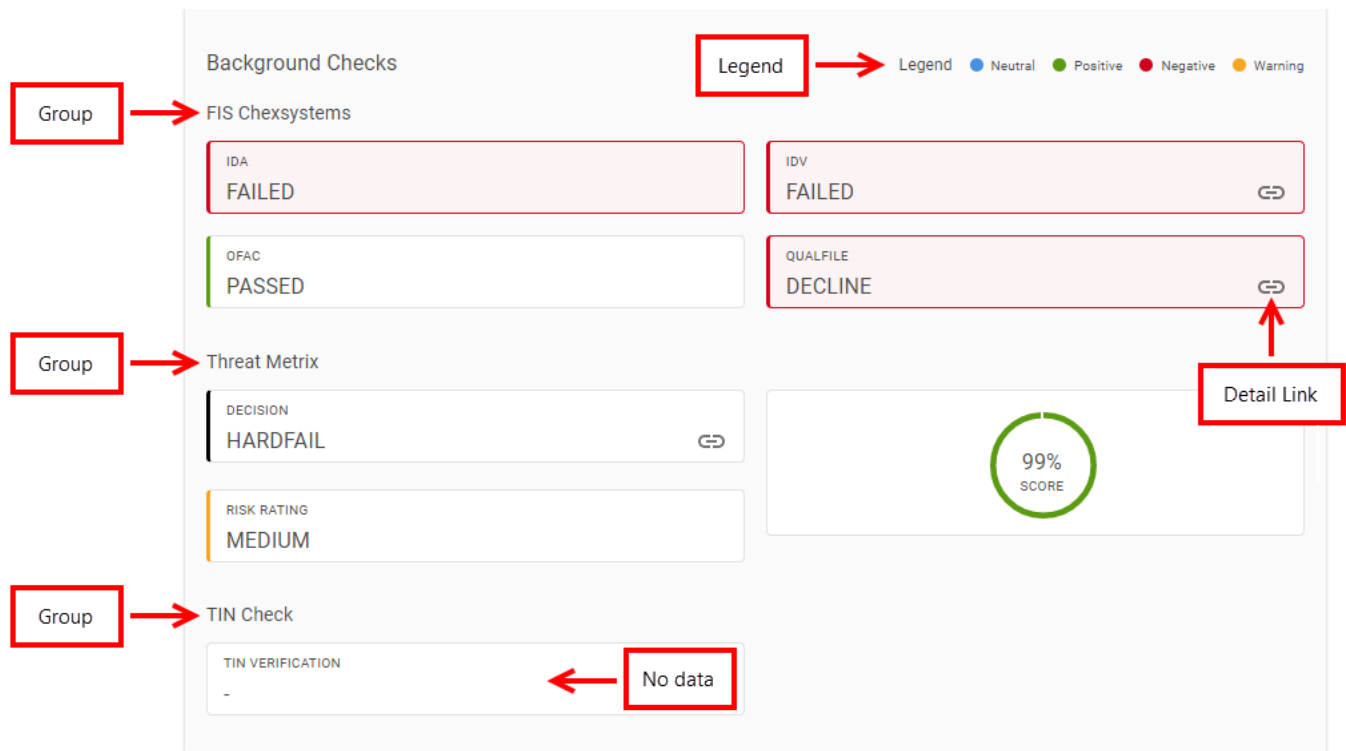 Background Checks
Legend
Legend Neutral Positive Negative Warning
Group
FIS Chexsystems
IDA
FAILED
IDV
FAILED
OFAC
PASSED
QUALFILE
DECLINE
Group
Threat Metrix
Detail Link
DECISION
HARDFAIL
99%
SCORE
RISK RATING
MEDIUM
Group
TIN Check
TIN VERIFICATION
-
No data